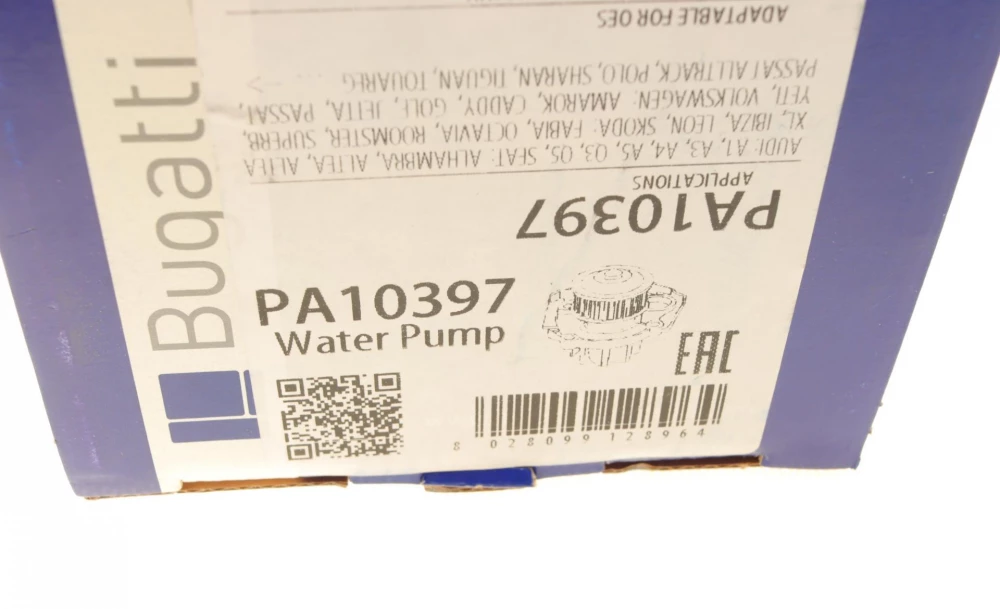 Bugatti
PA10397
Water Pump
EAC
8 028099 128964
PA10397
APPLICATIONS
AUDI: A1, A3, A4, A5, Q3, Q5, SEAT: ALHAMBRA, ALTEA, ALTEA
XL, IBIZA, LEON, SKODA: FABIA, OCTAVIA, ROOMSTER, SUPERB,
YETI, VOLKSWAGEN: AMAROK, CADDY, GOLF, JETTA, PASSAT,
PASSAT ALLTRACK, POLO, SHARAN, TIGUAN, TOUAREG
ADAPTABLE FOR OES